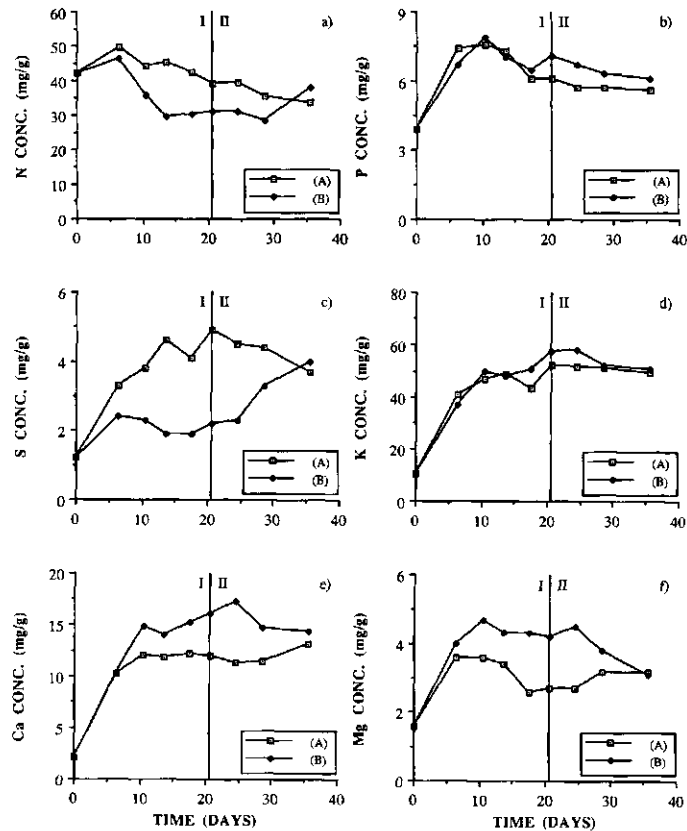 I II a)
N CONC. (mg/g)
60
50
40
30
20
10
0
(A)
(B)
0 10 20 30 40
I II b)
P CONC. (mg/g)
9
6
3
0
(A)
(B)
0 10 20 30 40
I II c)
S CONC. (mg/g)
6
4
2
0
(A)
(B)
0 10 20 30 40
I II d)
K CONC. (mg/g)
80
60
40
20
0
(A)
(B)
0 10 20 30 40
I II e)
Ca CONC. (mg/g)
20
15
10
5
0
(A)
(B)
0 10 20 30 40
TIME (DAYS)
I II f)
Mg CONC. (mg/g)
6
4
2
0
(A)
(B)
0 10 20 30 40
TIME (DAYS)